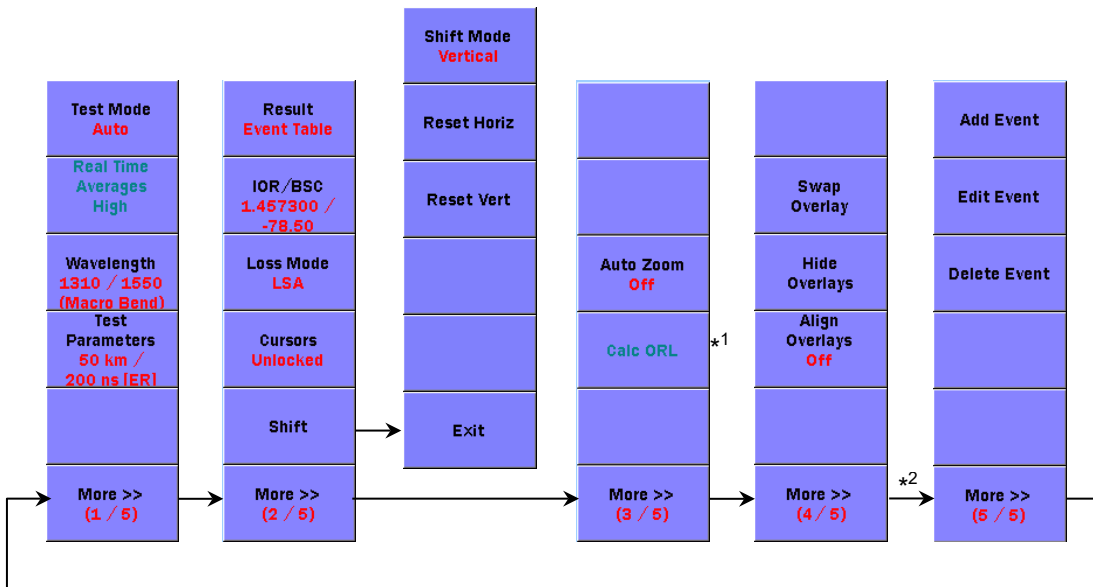 Test Mode
Auto
Real Time
Averages
High
Wavelength
1310 / 1550
(Macro Bend)
Test
Parameters
50 km /
200 ns [ER]
More >>
(1 / 5)
Result
Event Table
IOR/BSC
1.457300 /
-78.50
Loss Mode
LSA
Cursors
Unlocked
Shift
More >>
(2 / 5)
Shift Mode
Vertical
Reset Horiz
Reset Vert
Exit
Auto Zoom
Off
Calc ORL
*1
More >>
(3 / 5)
Swap
Overlay
Hide
Overlays
Align
Overlays
Off
More >>
(4 / 5)
*2
Add Event
Edit Event
Delete Event
More >>
(5 / 5)